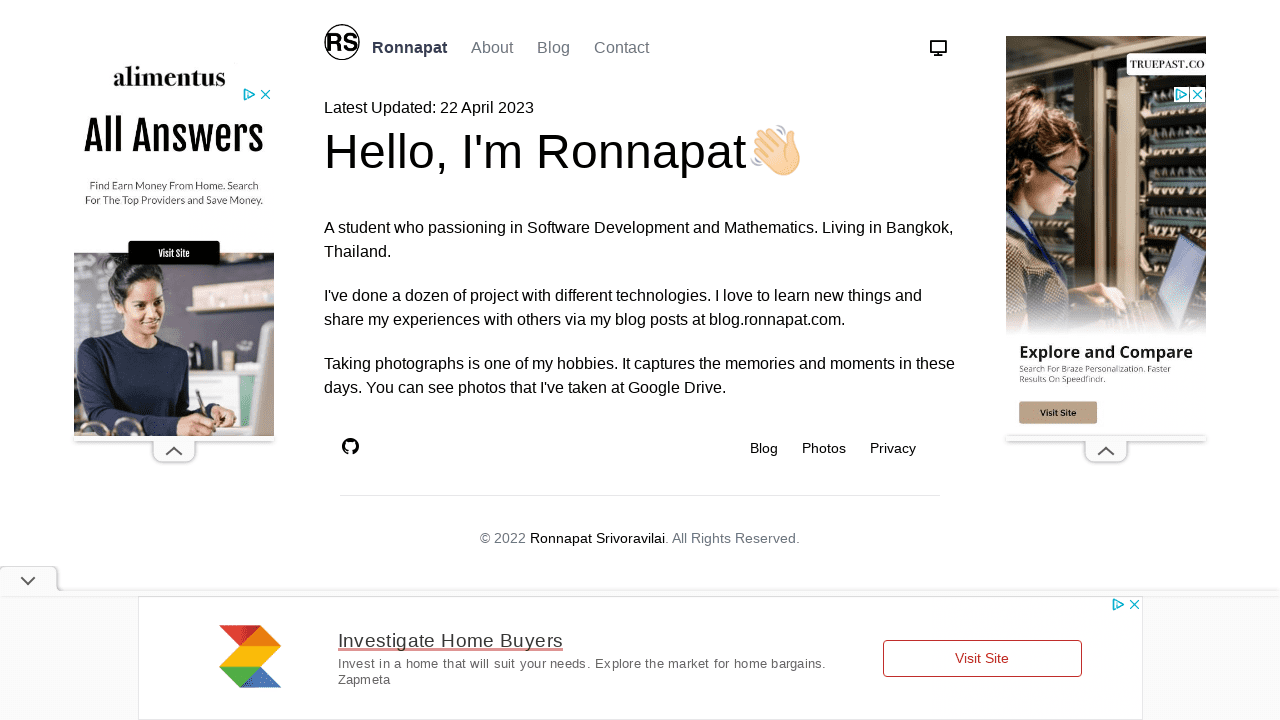 RS
Ronnapat
About
Blog
Contact
Latest Updated: 22 April 2023
Hello, I'm Ronnapat
A student who passioning in Software Development and Mathematics. Living in Bangkok,
Thailand.
I've done a dozen of project with different technologies. I love to learn new things and
share my experiences with others via my blog posts at blog.ronnapat.com.
Taking photographs is one of my hobbies. It captures the memories and moments in these
days. You can see photos that I've taken at Google Drive.
Blog
Photos
Privacy
© 2022 Ronnapat Srivoravilai. All Rights Reserved.
alimentus
All Answers
Find Earn Money From Home. Search
For The Top Providers and Save Money.
Visit Site
TRUEPAST.CO
Explore and Compare
Search For Braze Personalization. Faster
Results On Speedfindr.
Visit Site
Investigate Home Buyers
Invest in a home that will suit your needs. Explore the market for home bargains.
Zapmeta
Visit Site